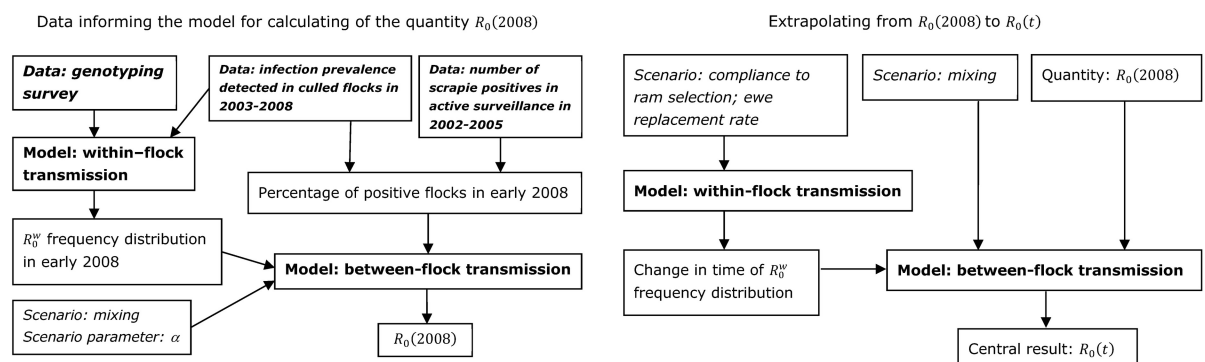 Data informing the model for calculating of the quantity R₀(2008)
Data: genotyping
survey
Data: infection prevalence
detected in culled flocks in
2003-2008
Data: number of
scrapie positives in
active surveillance in
2002-2005
Model: within–flock
transmission
Percentage of positive flocks in early 2008
R₀ʷ frequency distribution
in early 2008
Model: between-flock transmission
Scenario: mixing
Scenario parameter: α
R₀(2008)
Extrapolating from R₀(2008) to R₀(t)
Scenario: compliance to
ram selection; ewe
replacement rate
Scenario: mixing
Quantity: R₀(2008)
Model: within-flock transmission
Change in time of R₀ʷ
frequency distribution
Model: between-flock transmission
Central result: R₀(t)